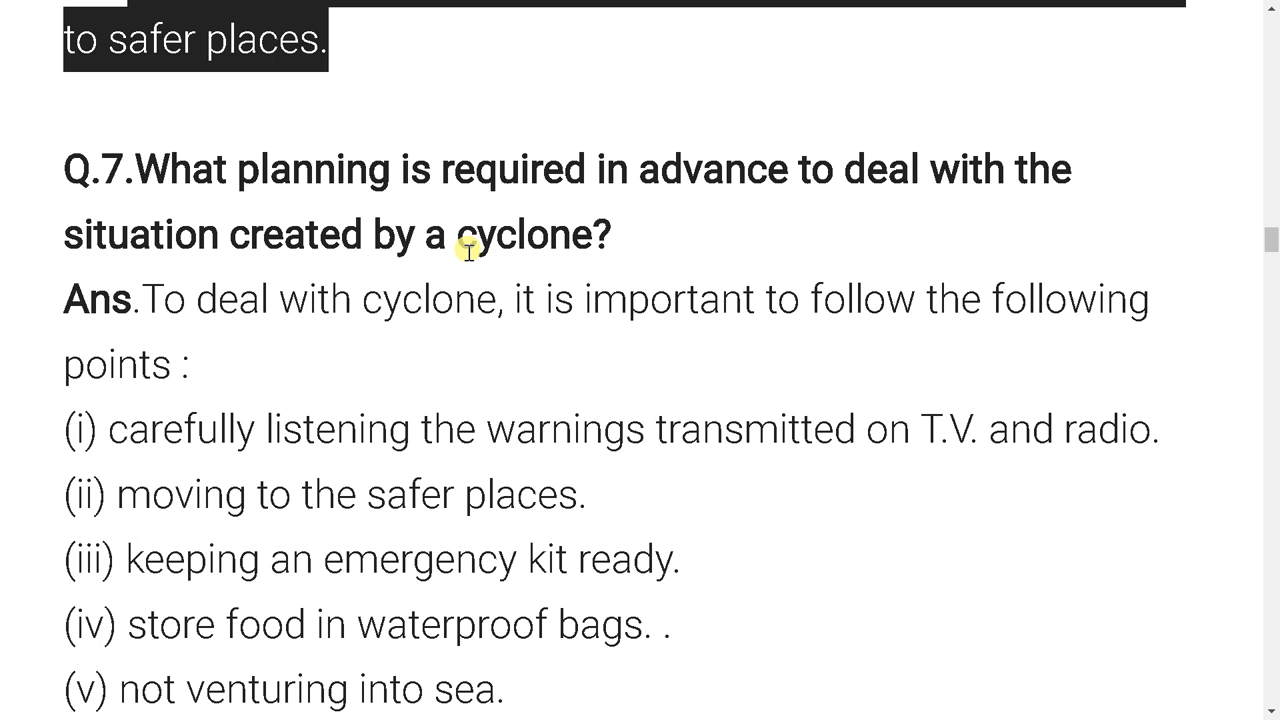 to safer places.
Q.7.What planning is required in advance to deal with the
situation created by a cyclone?
Ans.To deal with cyclone, it is important to follow the following
points :
(i) carefully listening the warnings transmitted on T.V. and radio.
(ii) moving to the safer places.
(iii) keeping an emergency kit ready.
(iv) store food in waterproof bags. .
(v) not venturing into sea.